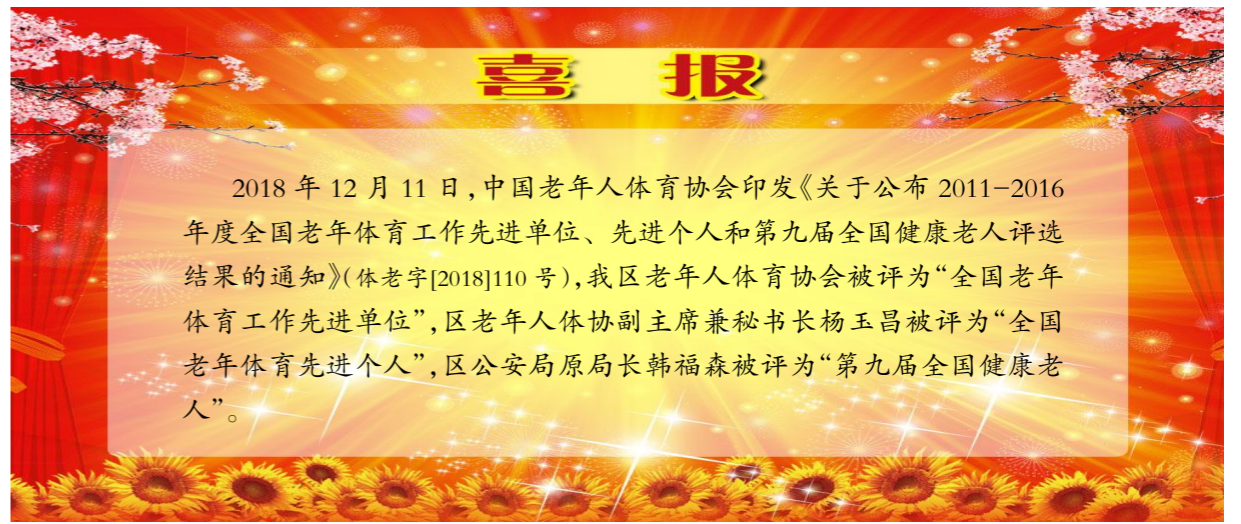 喜 报
2018 年 12 月 11 日,中国老年人体育协会印发《关于公布 2011-2016
年度全国老年体育工作先进单位、先进个人和第九届全国健康老人评选
结果的通知》(体老字[2018]110 号),我区老年人体育协会被评为“全国老年
体育工作先进单位”,区老年人体协副主席兼秘书长杨玉昌被评为“全国
老年体育先进个人”,区公安局原局长韩福森被评为“第九届全国健康老
人”。